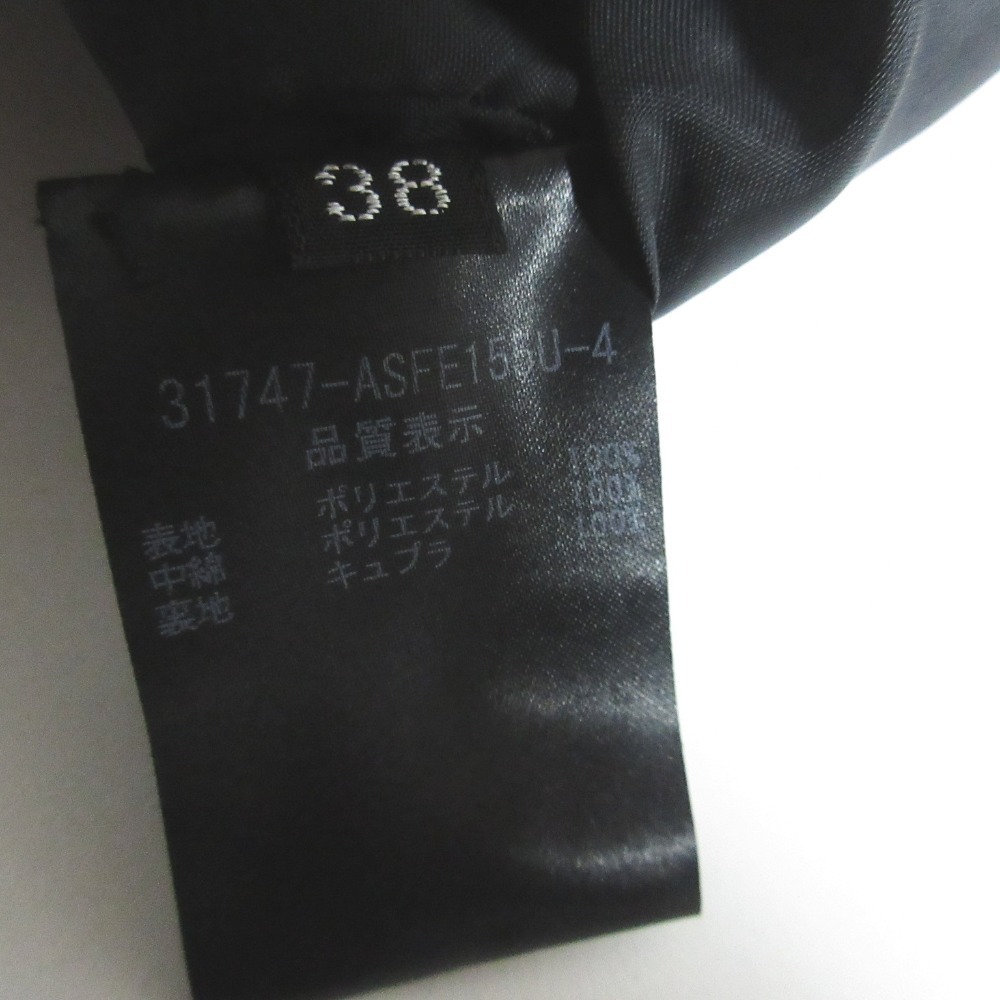 38
31747-ASFE155U-4
品質表示
表地 ポリエステル 100%
中綿 ポリエステル 100%
裏地 キュプラ 100%